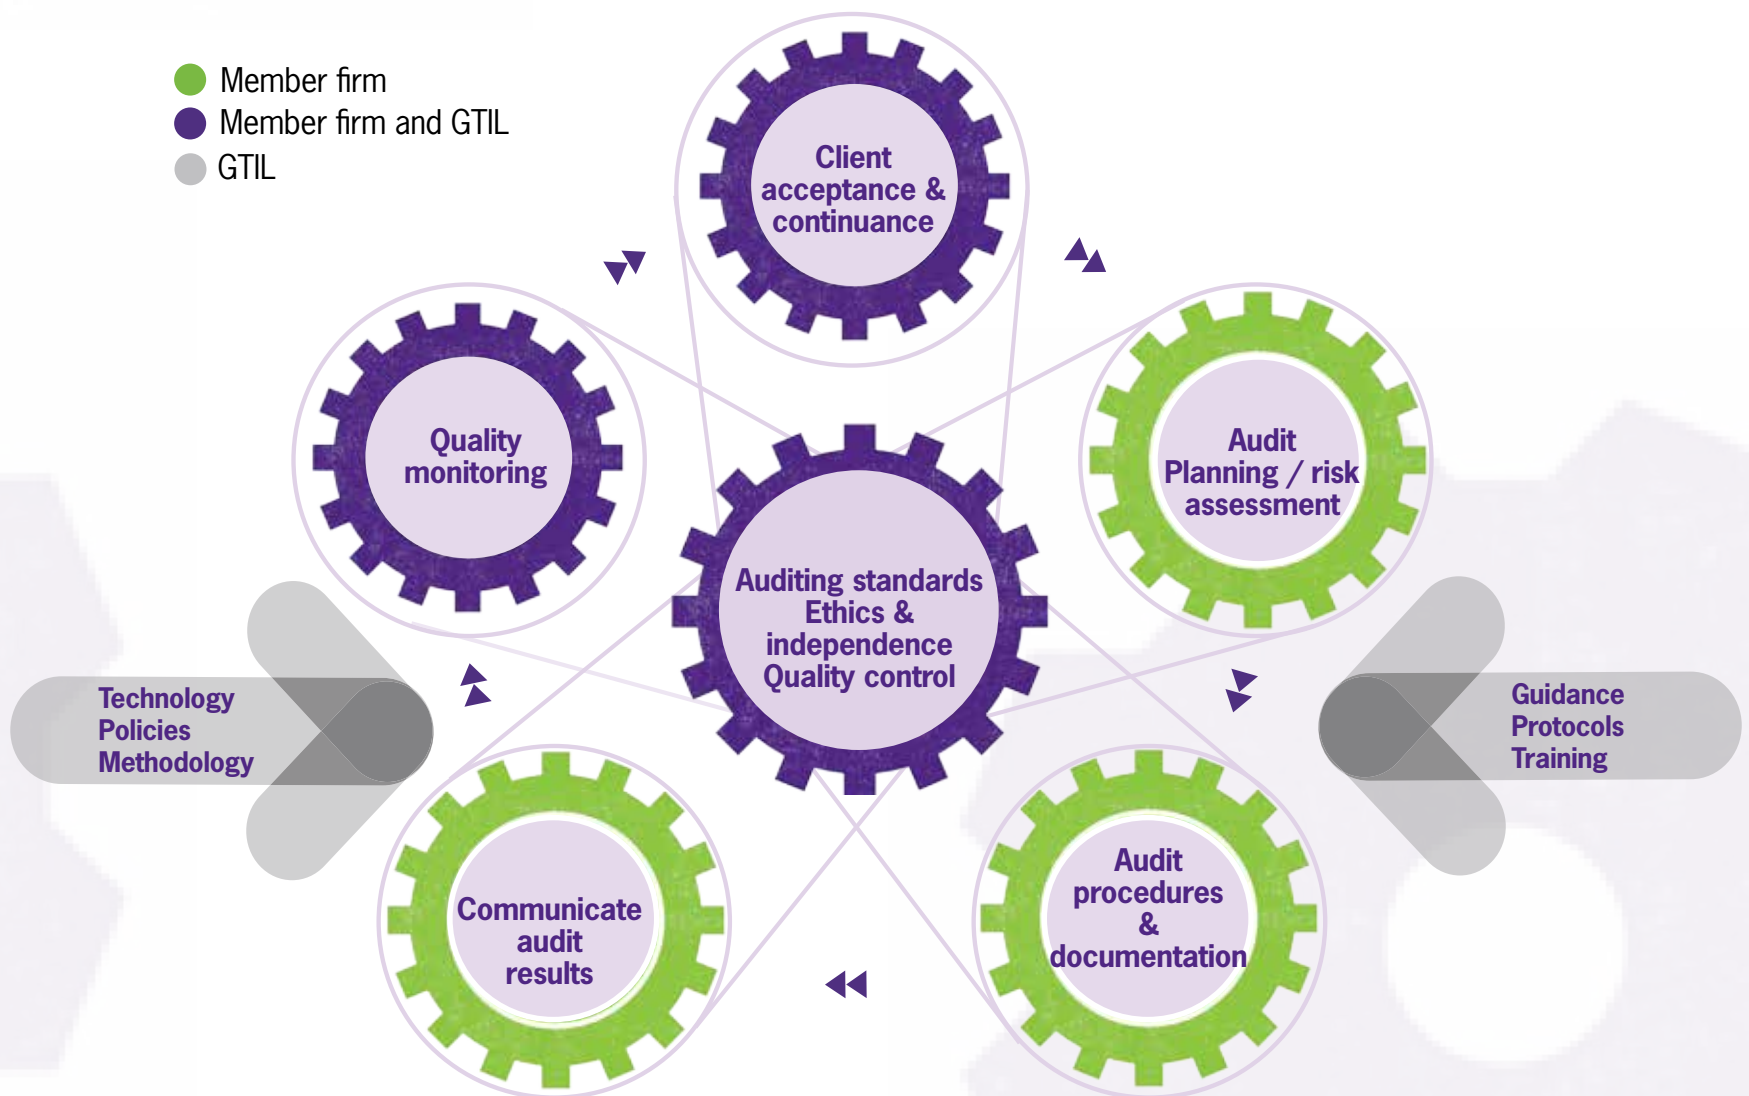 Member firm
Member firm and GTIL
GTIL
Client
acceptance &
continuance
Quality
monitoring
Audit
Planning / risk
assessment
Auditing standards
Ethics &
independence
Quality control
Technology
Policies
Methodology
Guidance
Protocols
Training
Communicate
audit
results
Audit
procedures
&
documentation